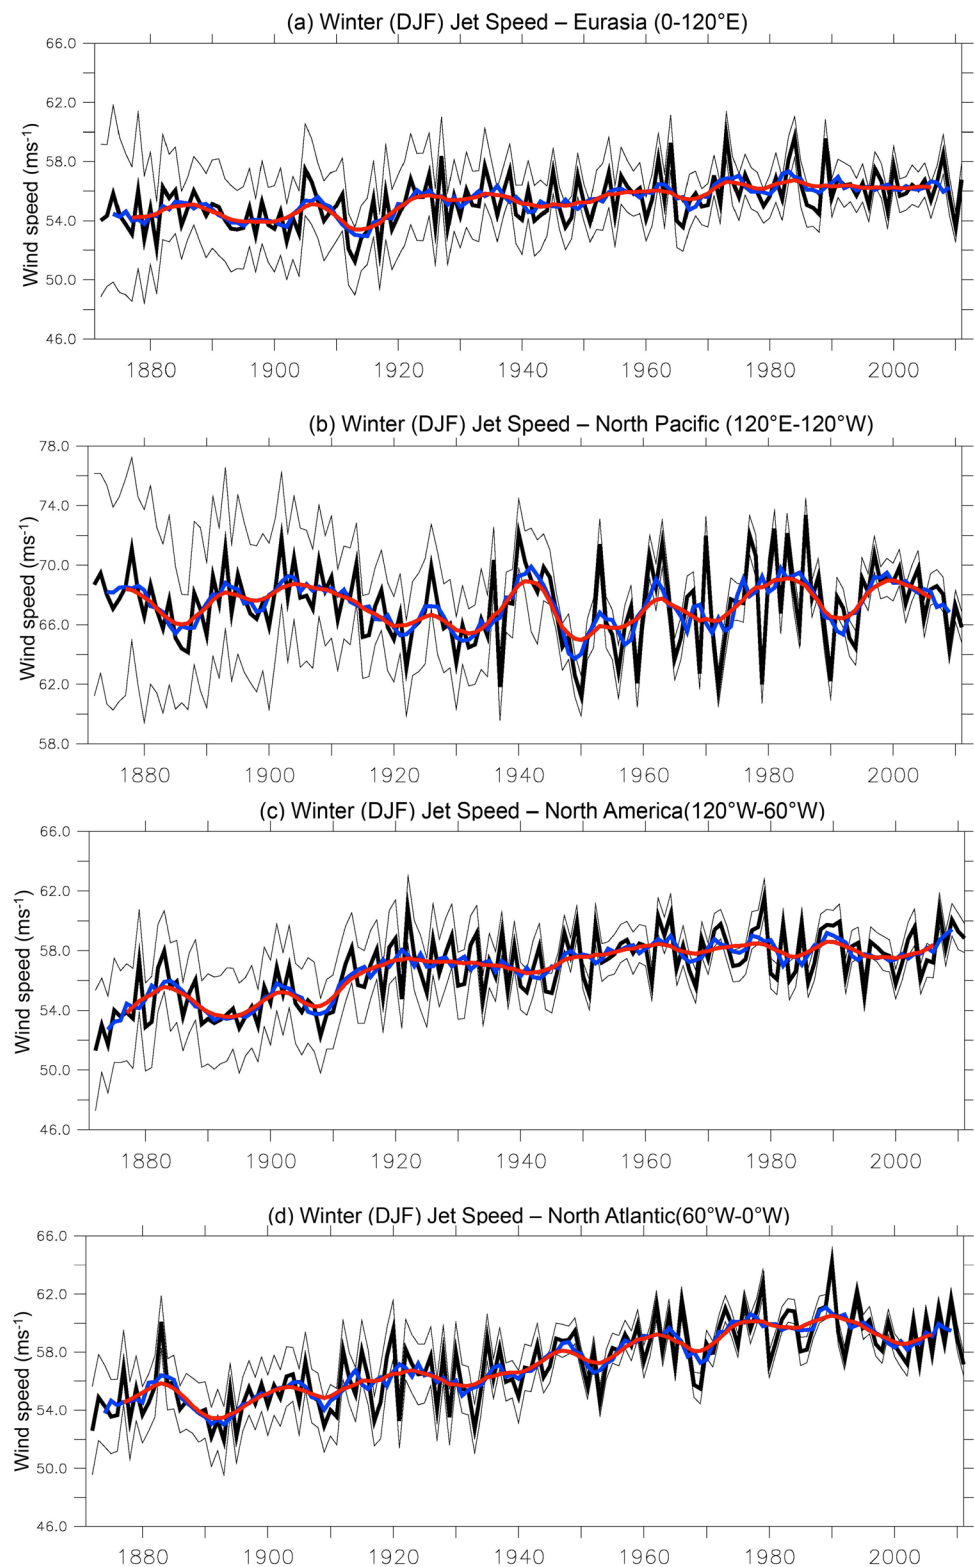 (a) Winter (DJF) Jet Speed – Eurasia (0-120°E)
66.0
62.0
58.0
54.0
50.0
46.0
Wind speed (ms-1)
1880 1900 1920 1940 1960 1980 2000
(b) Winter (DJF) Jet Speed – North Pacific (120°E-120°W)
78.0
74.0
70.0
66.0
62.0
58.0
Wind speed (ms-1)
1880 1900 1920 1940 1960 1980 2000
(c) Winter (DJF) Jet Speed – North America(120°W-60°W)
66.0
62.0
58.0
54.0
50.0
46.0
Wind speed (ms-1)
1880 1900 1920 1940 1960 1980 2000
(d) Winter (DJF) Jet Speed – North Atlantic(60°W-0°W)
66.0
62.0
58.0
54.0
50.0
46.0
Wind speed (ms-1)
1880 1900 1920 1940 1960 1980 2000